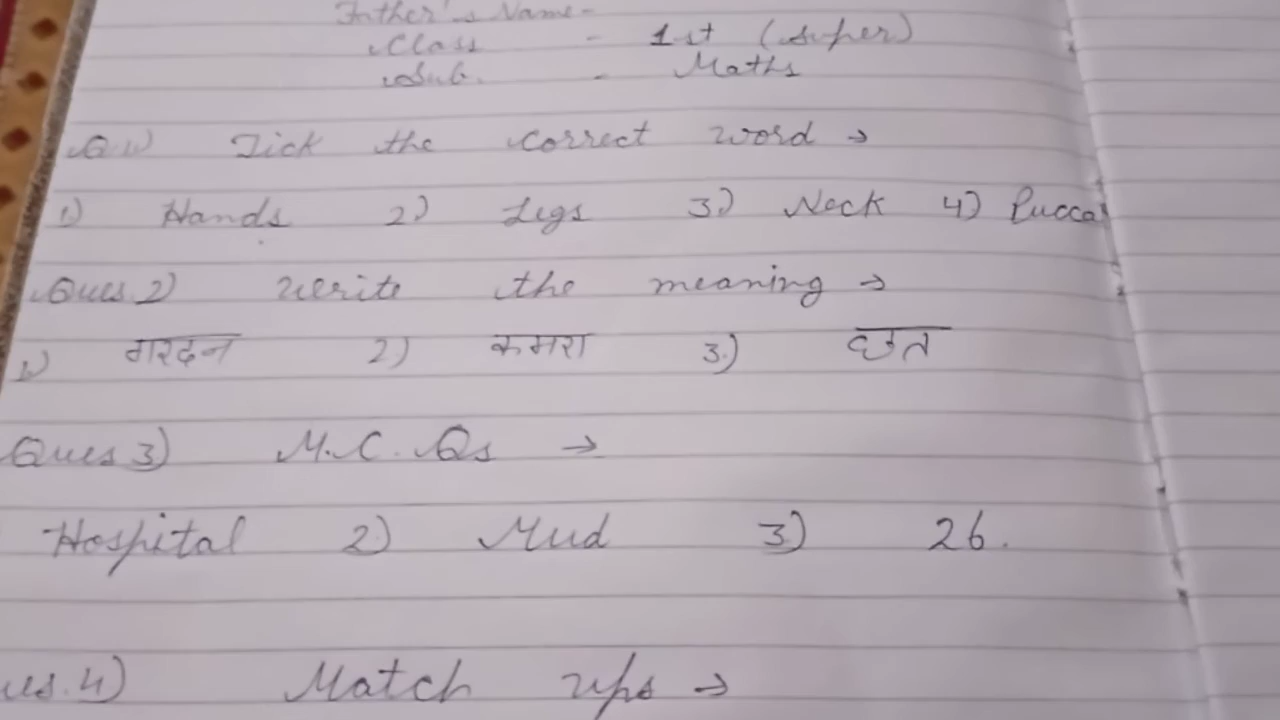 Father's Name-
Class - 1st (super)
Sub. - Maths
Q.1) Tick the correct word →
1) Hands 2) Legs 3) Neck 4) Pucca
Ques.2) Write the meaning →
1) गरदन 2) कमरा 3.) छत
Ques 3) M.C.Qs →
Hospital 2) Mud 3) 26.
ues.4) Match ups →